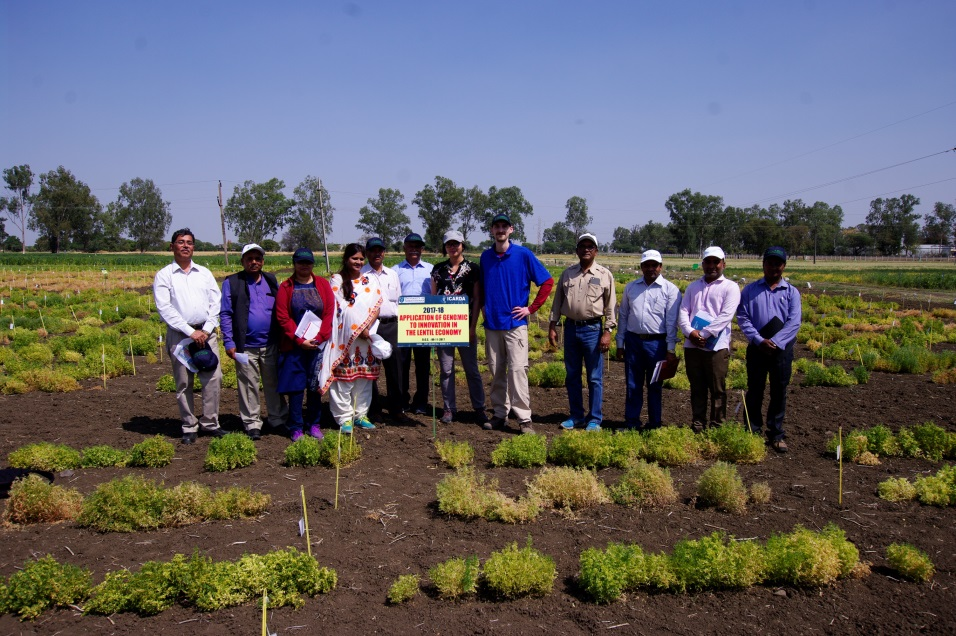 ICARDA
2017-18
APPLICATION OF GENOMIC
TO INNOVATION IN
THE LENTIL ECONOMY